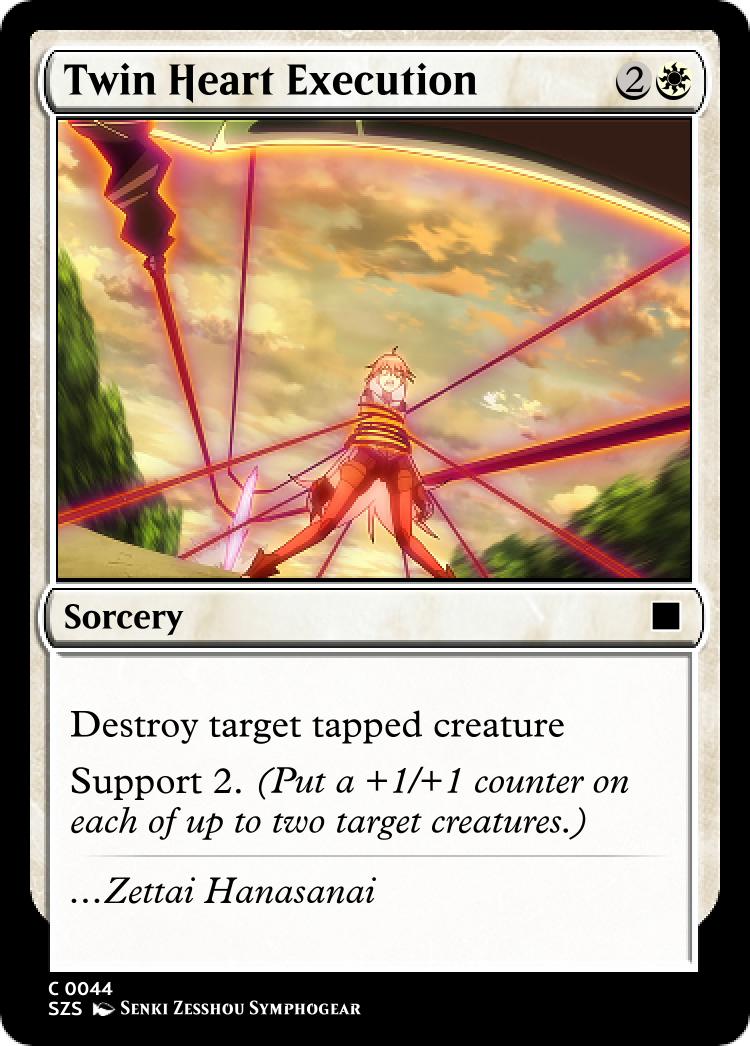 Twin Heart Execution 2
Sorcery
Destroy target tapped creature
Support 2. (Put a +1/+1 counter on
each of up to two target creatures.)
...Zettai Hanasanai
C 0044
SZS Senki Zesshou Symphogear